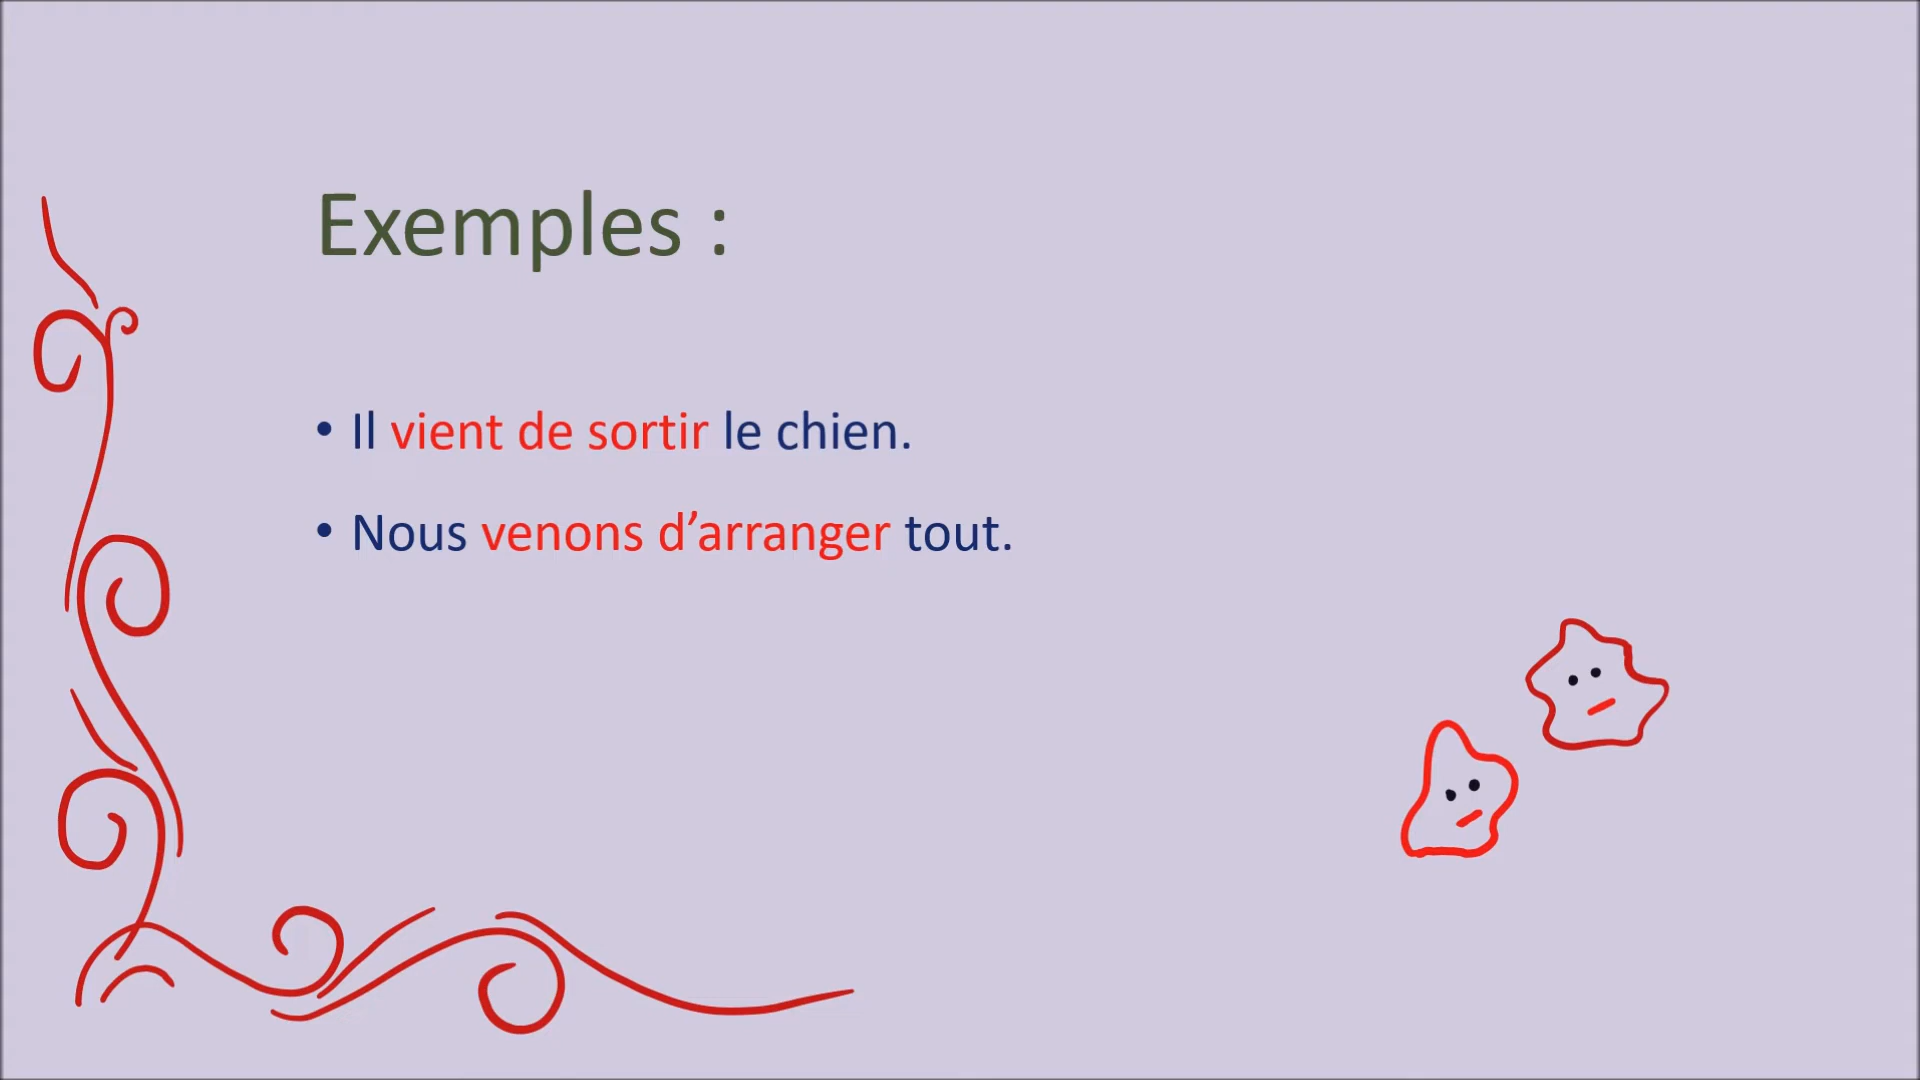 Exemples :
• Il vient de sortir le chien.
• Nous venons d’arranger tout.